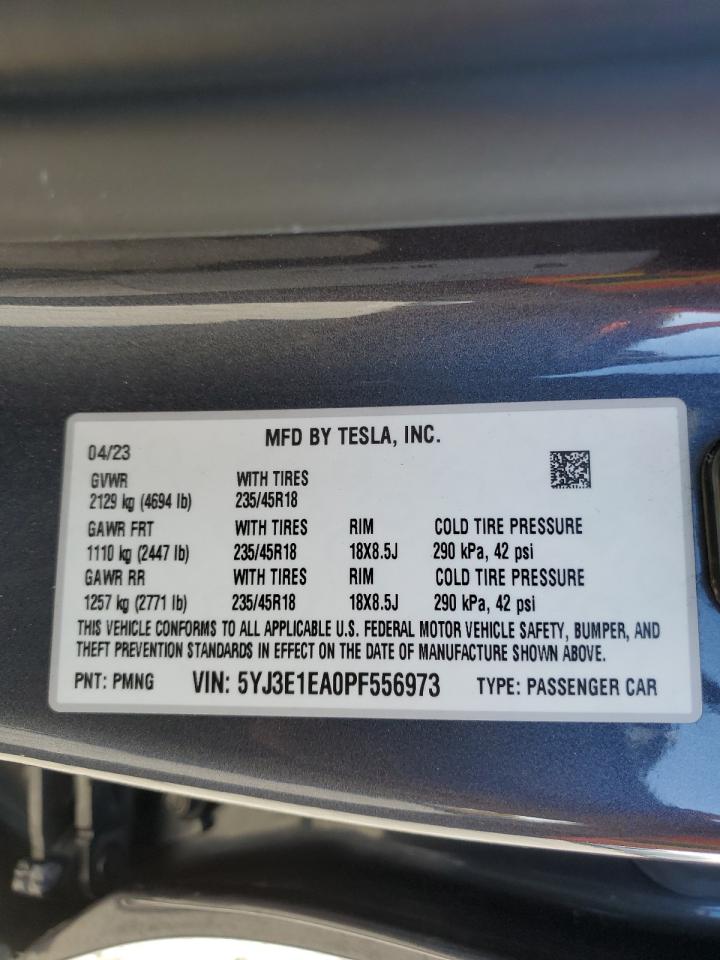 MFD BY TESLA, INC.
04/23
GVWR WITH TIRES
2129 kg (4694 lb) 235/45R18
GAWR FRT WITH TIRES RIM COLD TIRE PRESSURE
1110 kg (2447 lb) 235/45R18 18X8.5J 290 kPa, 42 psi
GAWR RR WITH TIRES RIM COLD TIRE PRESSURE
1257 kg (2771 lb) 235/45R18 18X8.5J 290 kPa, 42 psi
THIS VEHICLE CONFORMS TO ALL APPLICABLE U.S. FEDERAL MOTOR VEHICLE SAFETY, BUMPER, AND
THEFT PREVENTION STANDARDS IN EFFECT ON THE DATE OF MANUFACTURE SHOWN ABOVE.
PNT: PMNG VIN: 5YJ3E1EA0PF556973 TYPE: PASSENGER CAR